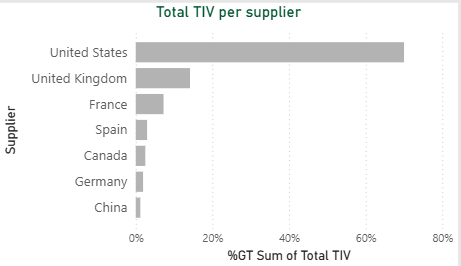 Total TIV per supplier
Supplier
United States
United Kingdom
France
Spain
Canada
Germany
China
0% 20% 40% 60% 80%
%GT Sum of Total TIV